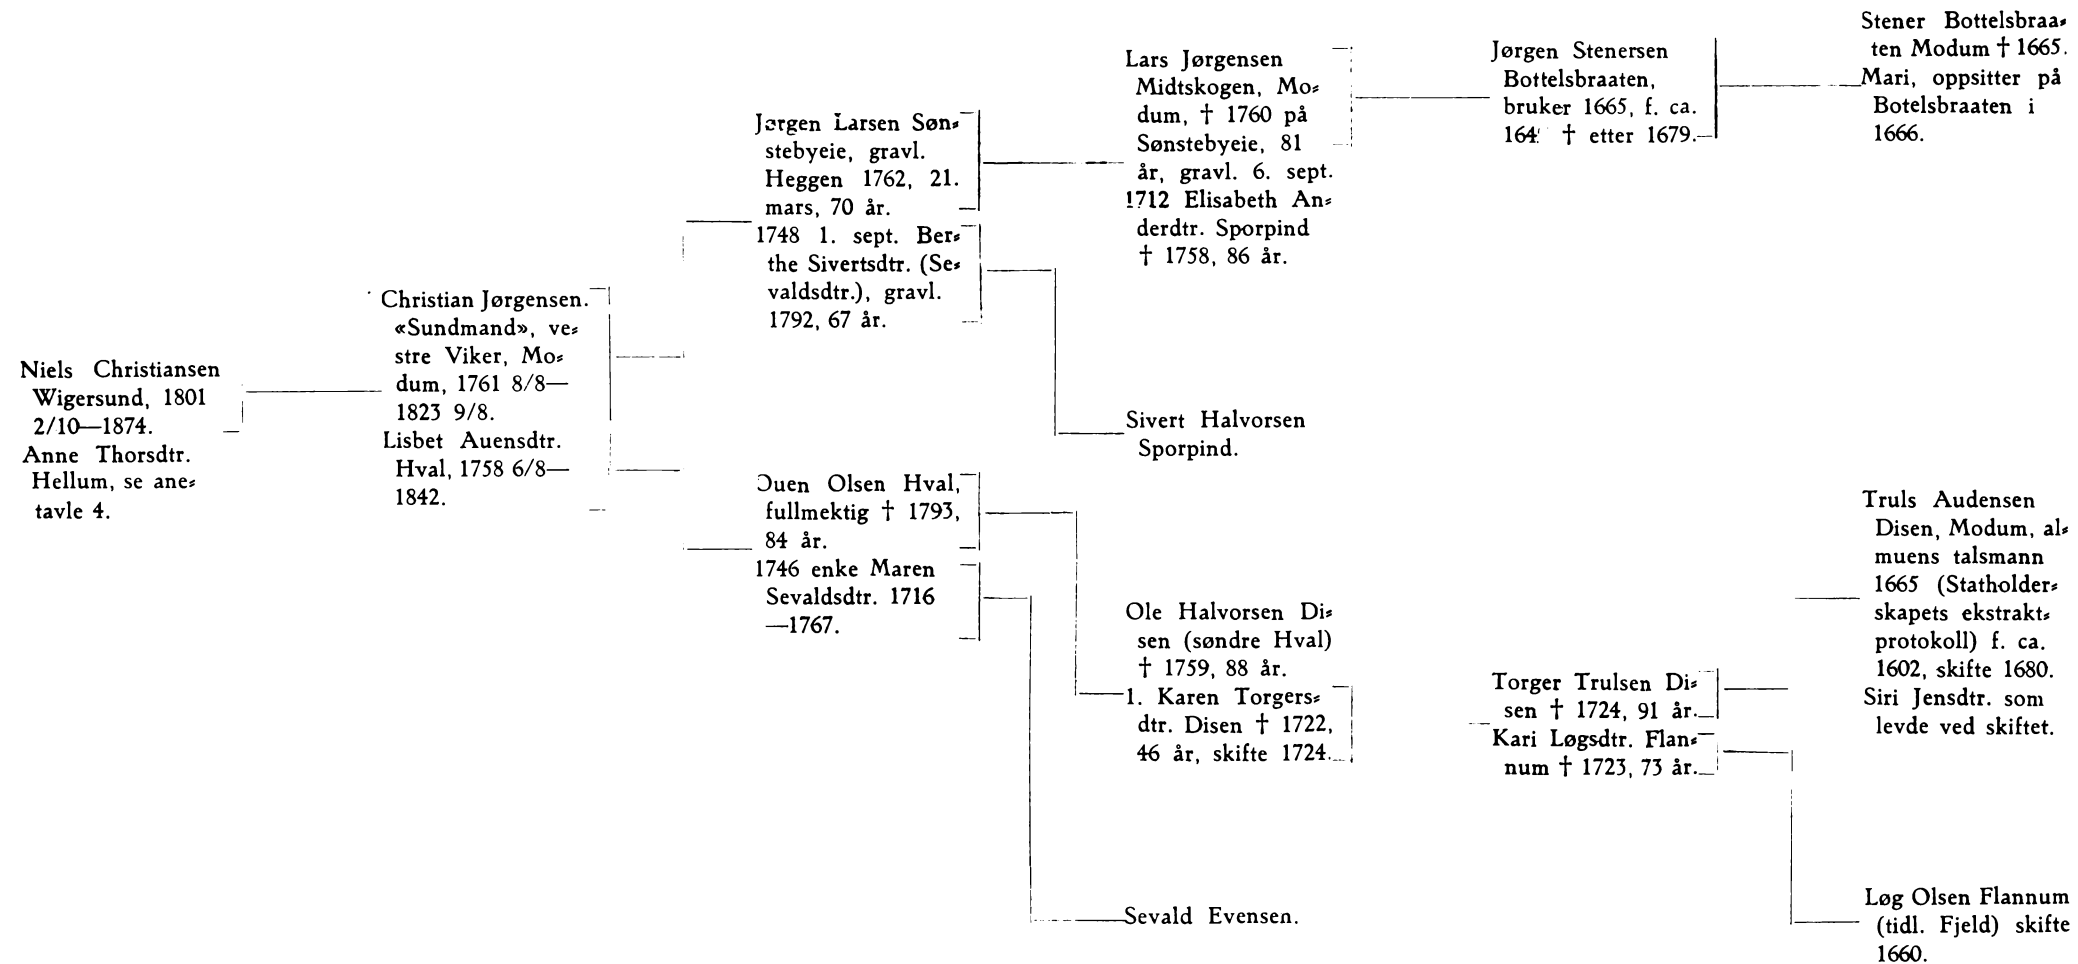 Niels Christiansen
Wigersund, 1801
2/10—1874.
Anne Thorsdtr.
Hellum, se ane⸗
tavle 4.
Christian Jørgensen.
«Sundmand», ve⸗
stre Viker, Mo⸗
dum, 1761 8/8—
1823 9/8.
Lisbet Auensdtr.
Hval, 1758 6/8—
1842.
Jørgen Larsen Søn⸗
stebyeie, gravl.
Heggen 1762, 21.
mars, 70 år.
1748 1. sept. Ber⸗
the Sivertsdtr. (Se⸗
valdsdtr.), gravl.
1792, 67 år.
Ouen Olsen Hval,
fullmektig † 1793,
84 år.
1746 enke Maren
Sevaldsdtr. 1716
—1767.
Lars Jørgensen
Midtskogen, Mo⸗
dum, † 1760 på
Sønstebyeie, 81
år, gravl. 6. sept.
1712 Elisabeth An⸗
derdtr. Sporpind
† 1758, 86 år.
Sivert Halvorsen
Sporpind.
Ole Halvorsen Di⸗
sen (søndre Hval)
† 1759, 88 år.
1. Karen Torgers⸗
dtr. Disen † 1722,
46 år, skifte 1724.
Sevald Evensen.
Jørgen Stenersen
Bottelsbraaten,
bruker 1665, f. ca.
† etter 1679.
Torger Trulsen Di⸗
sen † 1724, 91 år.
Kari Løgsdtr. Flan⸗
num † 1723, 73 år.
Stener Bottelsbraa⸗
ten Modum † 1665.
Mari, oppsitter på
Botelsbraaten i
1666.
Truls Audensen
Disen, Modum, al⸗
muens talsmann
1665 (Statholder⸗
skapets ekstrakt⸗
protokoll) f. ca.
1602, skifte 1680.
Siri Jensdtr. som
levde ved skiftet.
Løg Olsen Flannum
(tidl. Fjeld) skifte
1660.